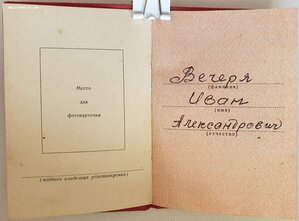 Место
для
фотокарточки
(подпись владельца удостоверения)
Вечеря
(фамилия)
Иван
(имя)
Александрович
(отчество)